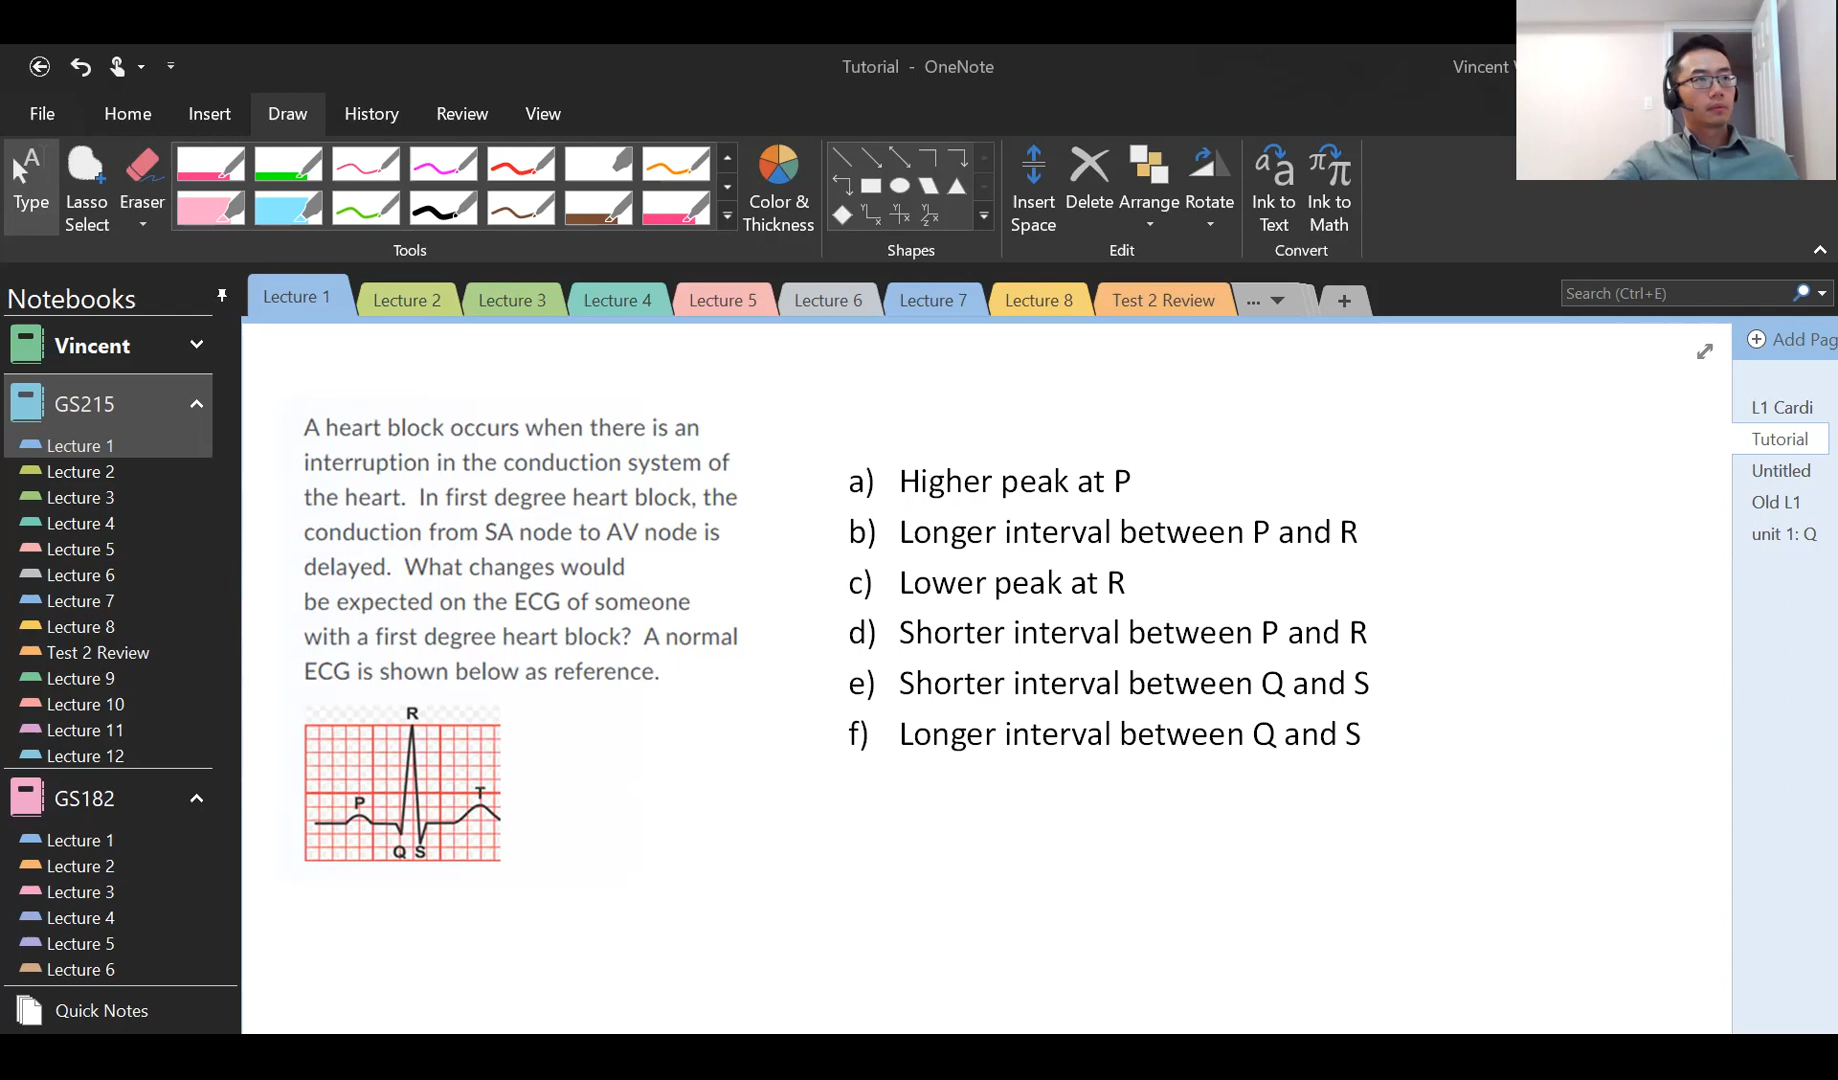 Tutorial - OneNote
Vincent
File
Home
Insert
Draw
History
Review
View
Type
Lasso
Select
Eraser
Color &
Thickness
Insert
Space
Delete
Arrange
Rotate
Ink to
Text
Ink to
Math
Tools
Shapes
Edit
Convert
Notebooks
Lecture 1
Lecture 2
Lecture 3
Lecture 4
Lecture 5
Lecture 6
Lecture 7
Lecture 8
Test 2 Review
...
Search (Ctrl+E)
Vincent
GS215
Lecture 1
Lecture 2
Lecture 3
Lecture 4
Lecture 5
Lecture 6
Lecture 7
Lecture 8
Test 2 Review
Lecture 9
Lecture 10
Lecture 11
Lecture 12
GS182
Lecture 1
Lecture 2
Lecture 3
Lecture 4
Lecture 5
Lecture 6
Quick Notes
A heart block occurs when there is an
interruption in the conduction system of
the heart. In first degree heart block, the
conduction from SA node to AV node is
delayed. What changes would
be expected on the ECG of someone
with a first degree heart block? A normal
ECG is shown below as reference.
R
P
T
Q S
a) Higher peak at P
b) Longer interval between P and R
c) Lower peak at R
d) Shorter interval between P and R
e) Shorter interval between Q and S
f) Longer interval between Q and S
Add Pag
L1 Cardi
Tutorial
Untitled
Old L1
unit 1: Q